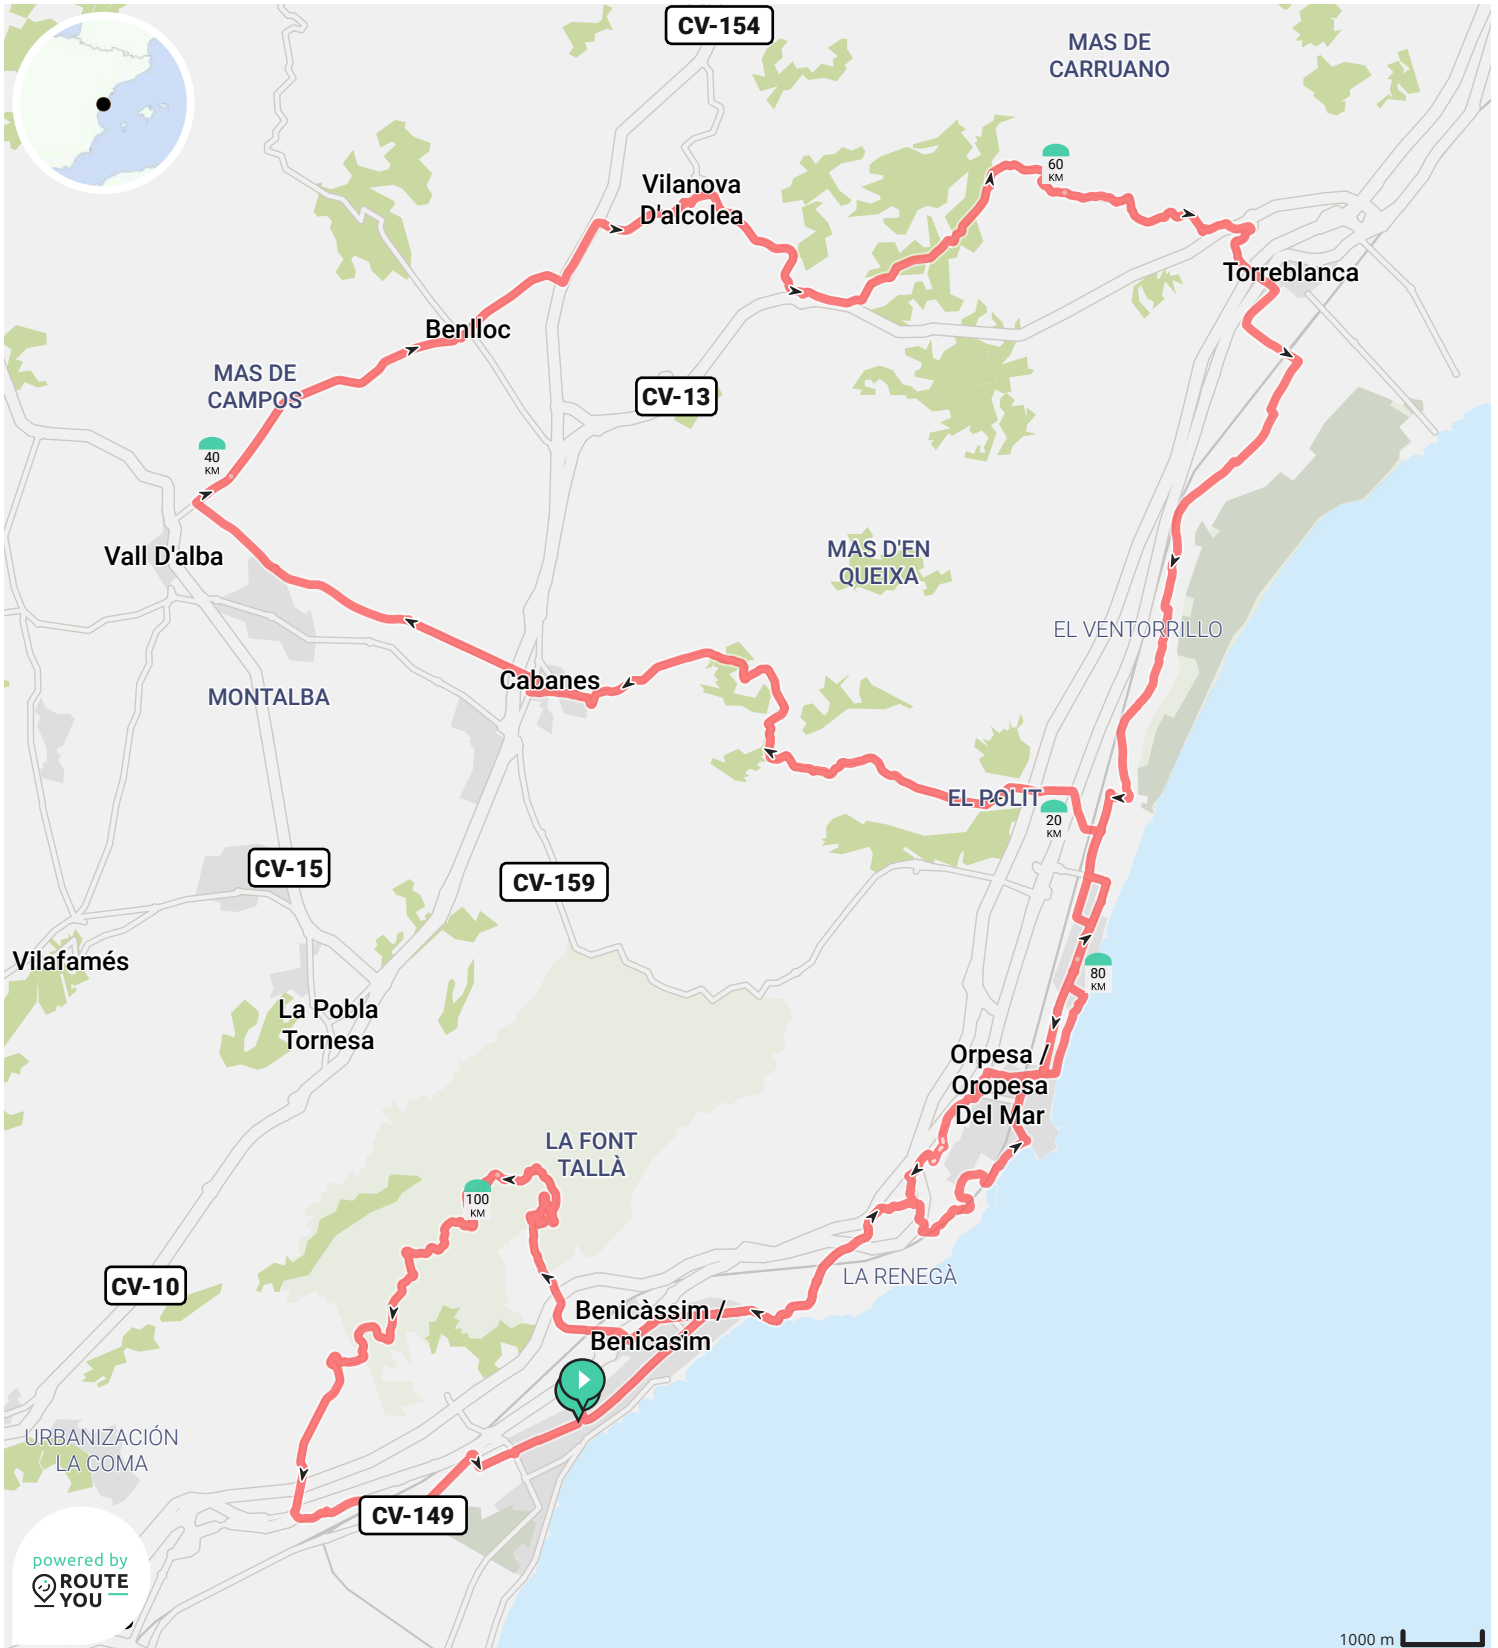 CV-154
MAS DE
CARRUANO
60
KM
Vilanova
D'alcolea
Torreblanca
Benlloc
MAS DE
CAMPOS
CV-13
40
KM
Vall D'alba
MAS D'EN
QUEIXA
EL VENTORRILLO
Cabanes
MONTALBA
EL POLIT
20
KM
CV-15
CV-159
Vilafamés
80
KM
La Pobla
Tornesa
Orpesa /
Oropesa
Del Mar
LA FONT
TALLÀ
100
KM
CV-10
LA RENEGÀ
Benicàssim /
Benicasim
URBANIZACIÓN
LA COMA
CV-149
powered by
ROUTE
YOU
1000 m